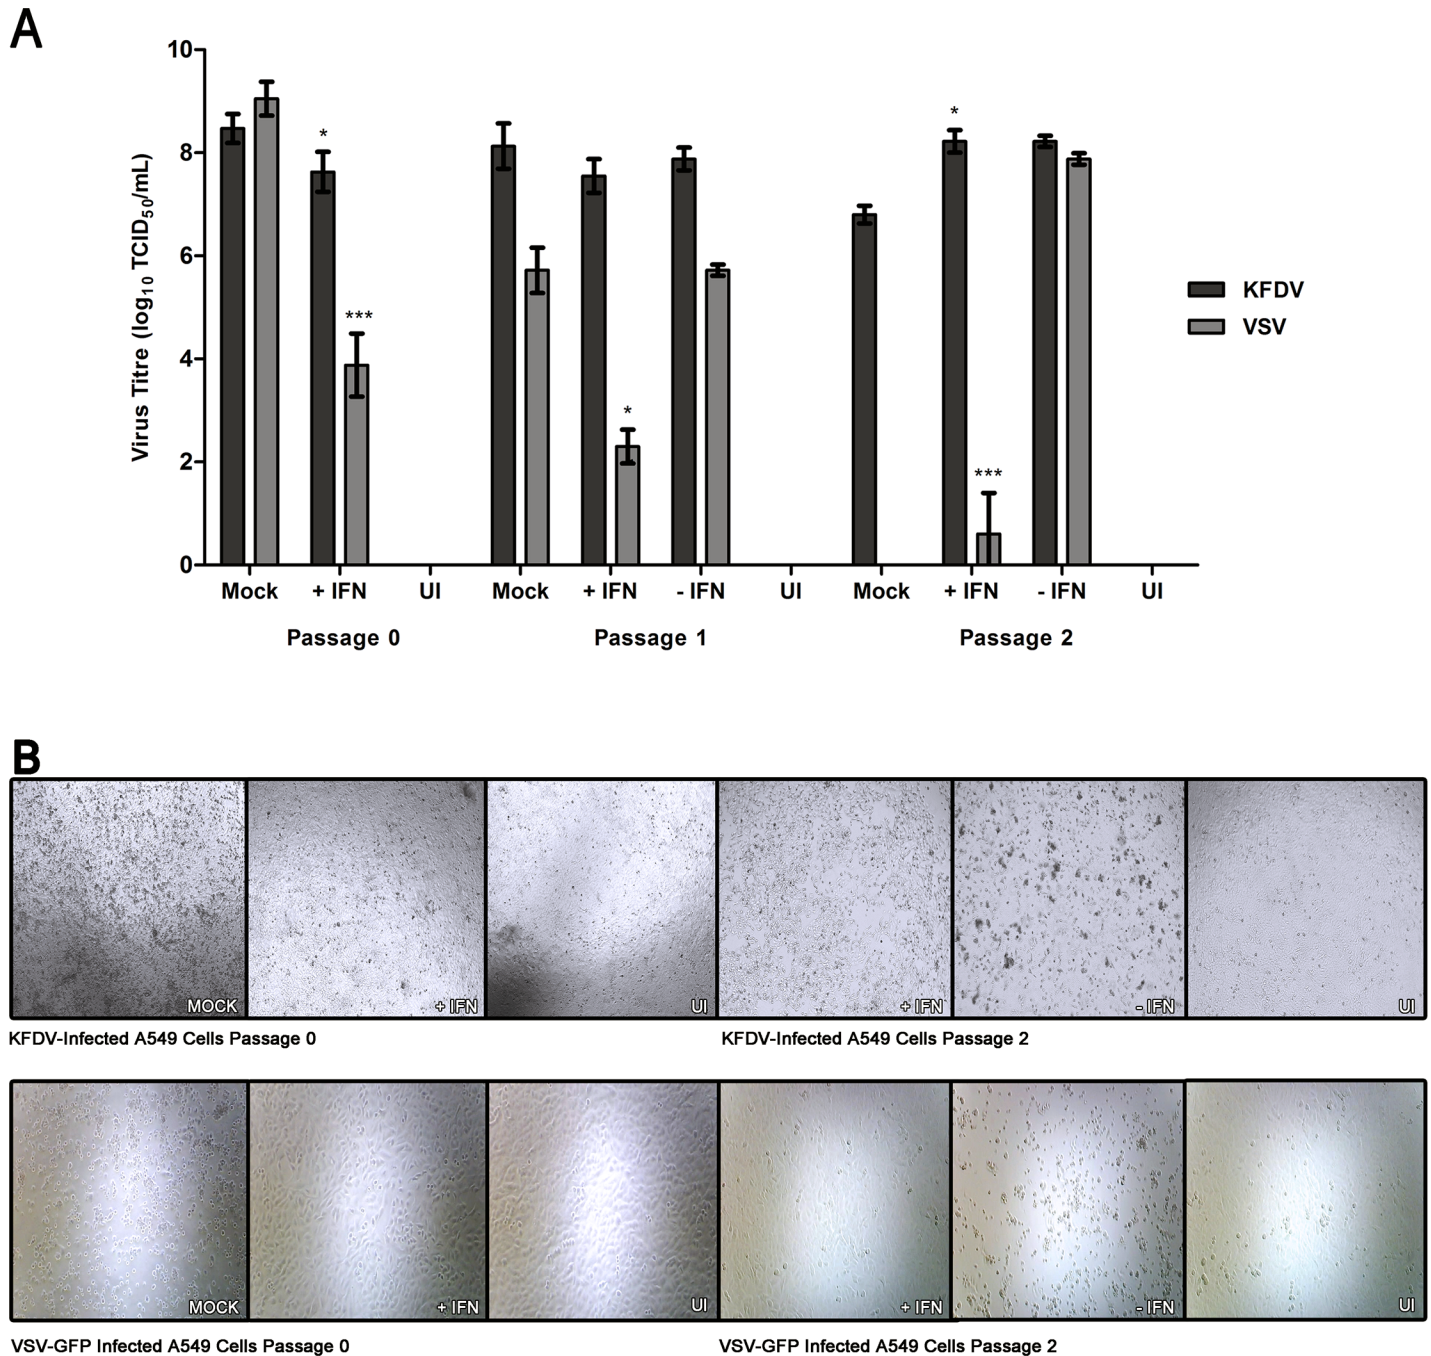 A
10
8
6
4
2
0
Virus Titre (log10 TCID50/mL)
*
***
*
*
***
KFDV
VSV
Mock + IFN UI Mock + IFN - IFN UI Mock + IFN - IFN UI
Passage 0 Passage 1 Passage 2
B
MOCK + IFN UI + IFN - IFN UI
KFDV-Infected A549 Cells Passage 0 KFDV-Infected A549 Cells Passage 2
MOCK + IFN UI + IFN - IFN UI
VSV-GFP Infected A549 Cells Passage 0 VSV-GFP Infected A549 Cells Passage 2